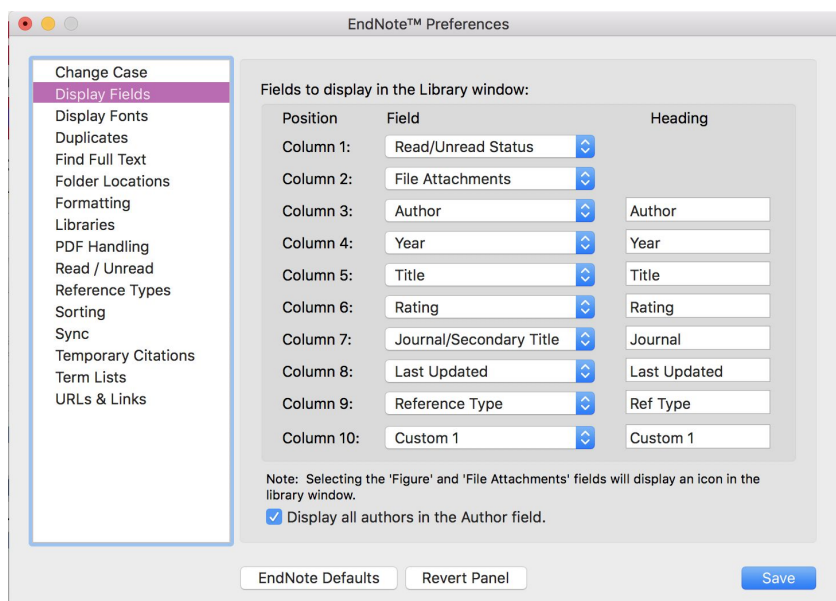 EndNote™ Preferences
Change Case
Display Fields
Display Fonts
Duplicates
Find Full Text
Folder Locations
Formatting
Libraries
PDF Handling
Read / Unread
Reference Types
Sorting
Sync
Temporary Citations
Term Lists
URLs & Links
Fields to display in the Library window:
Position Field Heading
Column 1: Read/Unread Status
Column 2: File Attachments
Column 3: Author Author
Column 4: Year Year
Column 5: Title Title
Column 6: Rating Rating
Column 7: Journal/Secondary Title Journal
Column 8: Last Updated Last Updated
Column 9: Reference Type Ref Type
Column 10: Custom 1 Custom 1
Note: Selecting the 'Figure' and 'File Attachments' fields will display an icon in the
library window.
Display all authors in the Author field.
EndNote Defaults Revert Panel Save